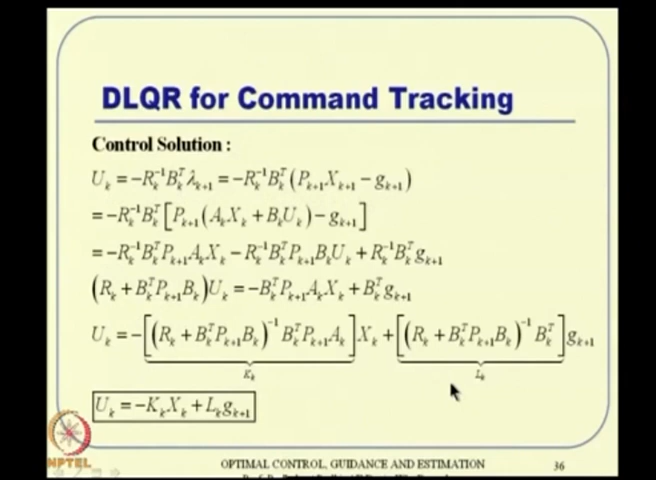 DLQR for Command Tracking
Control Solution :
U_k = -R_k^{-1} B_k^T λ_{k+1} = -R_k^{-1} B_k^T (P_{k+1} X_{k+1} - g_{k+1})
= -R_k^{-1} B_k^T [P_{k+1} (A_k X_k + B_k U_k) - g_{k+1}]
= -R_k^{-1} B_k^T P_{k+1} A_k X_k - R_k^{-1} B_k^T P_{k+1} B_k U_k + R_k^{-1} B_k^T g_{k+1}
(R_k + B_k^T P_{k+1} B_k) U_k = -B_k^T P_{k+1} A_k X_k + B_k^T g_{k+1}
U_k = -[(R_k + B_k^T P_{k+1} B_k)^{-1} B_k^T P_{k+1} A_k] X_k + [(R_k + B_k^T P_{k+1} B_k)^{-1} B_k^T] g_{k+1}
K_k L_k
U_k = -K_k X_k + L_k g_{k+1}
NPTEL
OPTIMAL CONTROL, GUIDANCE AND ESTIMATION 36